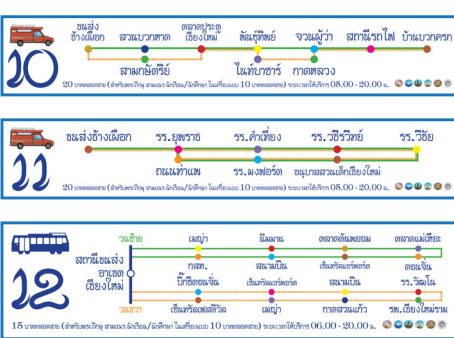 ขนส่ง ตลาดประตู
ช้างเผือก สวนบวกหาด เชียงใหม่ พันธุ์ทิพย์ จวนผู้ว่า สถานีรถไฟ บ้านบวกครก
10
สามกษัตริย์ ไนท์บาซาร์ กาดหลวง
20 บาทตลอดสาย (สำหรับพระภิกษุ สามเณร นักเรียน/นักศึกษา ในเครื่องแบบ 10 บาทตลอดสาย) ระยะเวลาให้บริการ 05.00 - 20.00 น.
ขนส่งช้างเผือก รร.ยุพราช รร.คำเที่ยง รร.วชิรวิทย์ รร.วิชัย
11
ถนนท่าแพ รร.มงฟอร์ต อนุบาลสวนเด็กเชียงใหม่
20 บาทตลอดสาย (สำหรับพระภิกษุ สามเณร นักเรียน/นักศึกษา ในเครื่องแบบ 10 บาทตลอดสาย) ระยะเวลาให้บริการ 05.00 - 20.00 น.
วนซ้าย เมญ่า นิมมาน ตลาดต้นพยอม ตลาดแม่เหียะ
สถานีขนส่ง
อาเขต
เชียงใหม่
กสท. สนามบิน เซ็นทรัลแอร์พอร์ต ดอนจั่น
12
บิ๊กซีดอนจั่น เซ็นทรัลแอร์พอร์ต สนามบิน รร.วัฒโน
วนขวา เซ็นทรัลเฟสติวัล เมญ่า กาดสวนแก้ว รพ.เชียงใหม่ราม
15 บาทตลอดสาย (สำหรับพระภิกษุ สามเณร นักเรียน/นักศึกษา ในเครื่องแบบ 10 บาทตลอดสาย) ระยะเวลาให้บริการ 06.00 - 20.00 น.